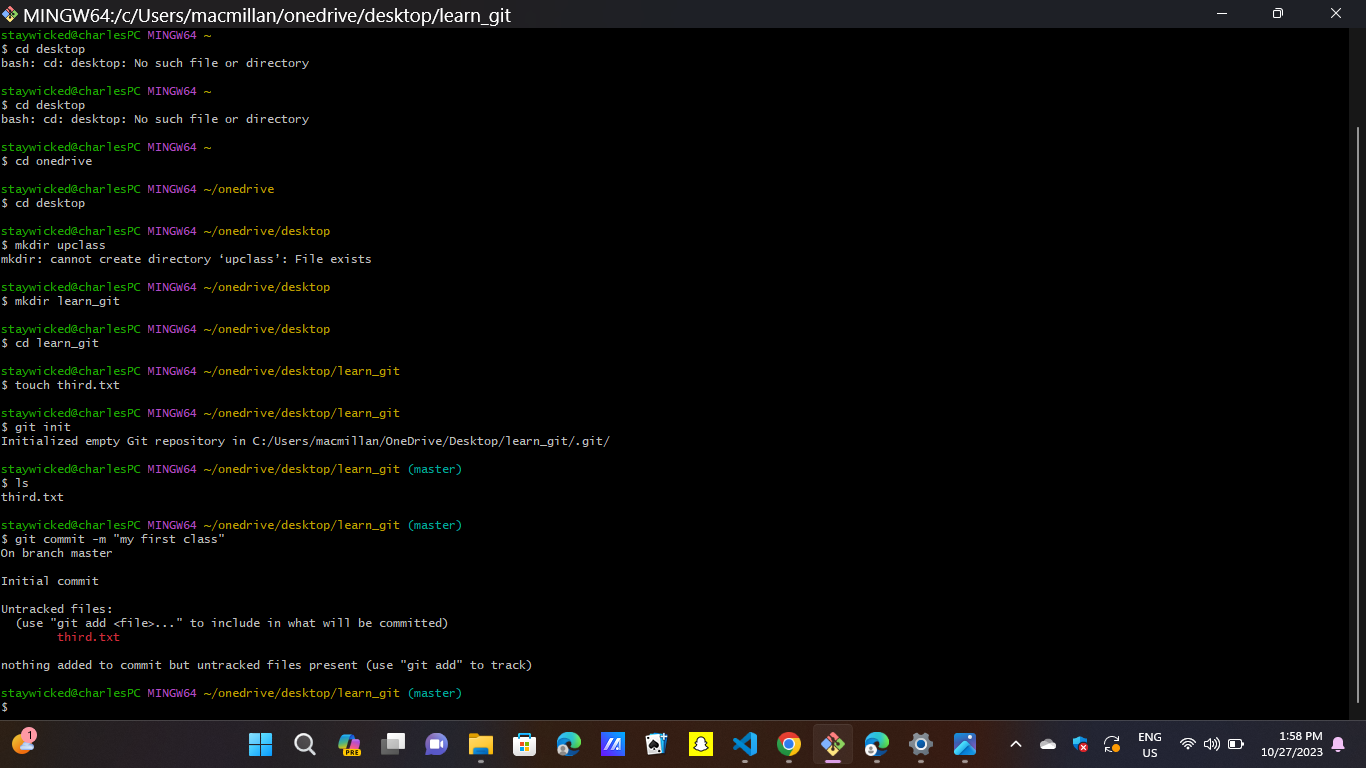 MINGW64:/c/Users/macmillan/onedrive/desktop/learn_git
staywicked@charlesPC MINGW64 ~
$ cd desktop
bash: cd: desktop: No such file or directory
staywicked@charlesPC MINGW64 ~
$ cd desktop
bash: cd: desktop: No such file or directory
staywicked@charlesPC MINGW64 ~
$ cd onedrive
staywicked@charlesPC MINGW64 ~/onedrive
$ cd desktop
staywicked@charlesPC MINGW64 ~/onedrive/desktop
$ mkdir upclass
mkdir: cannot create directory ‘upclass’: File exists
staywicked@charlesPC MINGW64 ~/onedrive/desktop
$ mkdir learn_git
staywicked@charlesPC MINGW64 ~/onedrive/desktop
$ cd learn_git
staywicked@charlesPC MINGW64 ~/onedrive/desktop/learn_git
$ touch third.txt
staywicked@charlesPC MINGW64 ~/onedrive/desktop/learn_git
$ git init
Initialized empty Git repository in C:/Users/macmillan/OneDrive/Desktop/learn_git/.git/
staywicked@charlesPC MINGW64 ~/onedrive/desktop/learn_git (master)
$ ls
third.txt
staywicked@charlesPC MINGW64 ~/onedrive/desktop/learn_git (master)
$ git commit -m "my first class"
On branch master
Initial commit
Untracked files:
  (use "git add <file>..." to include in what will be committed)
        third.txt
nothing added to commit but untracked files present (use "git add" to track)
staywicked@charlesPC MINGW64 ~/onedrive/desktop/learn_git (master)
$
1
PRE
ENG
US
1:58 PM
10/27/2023